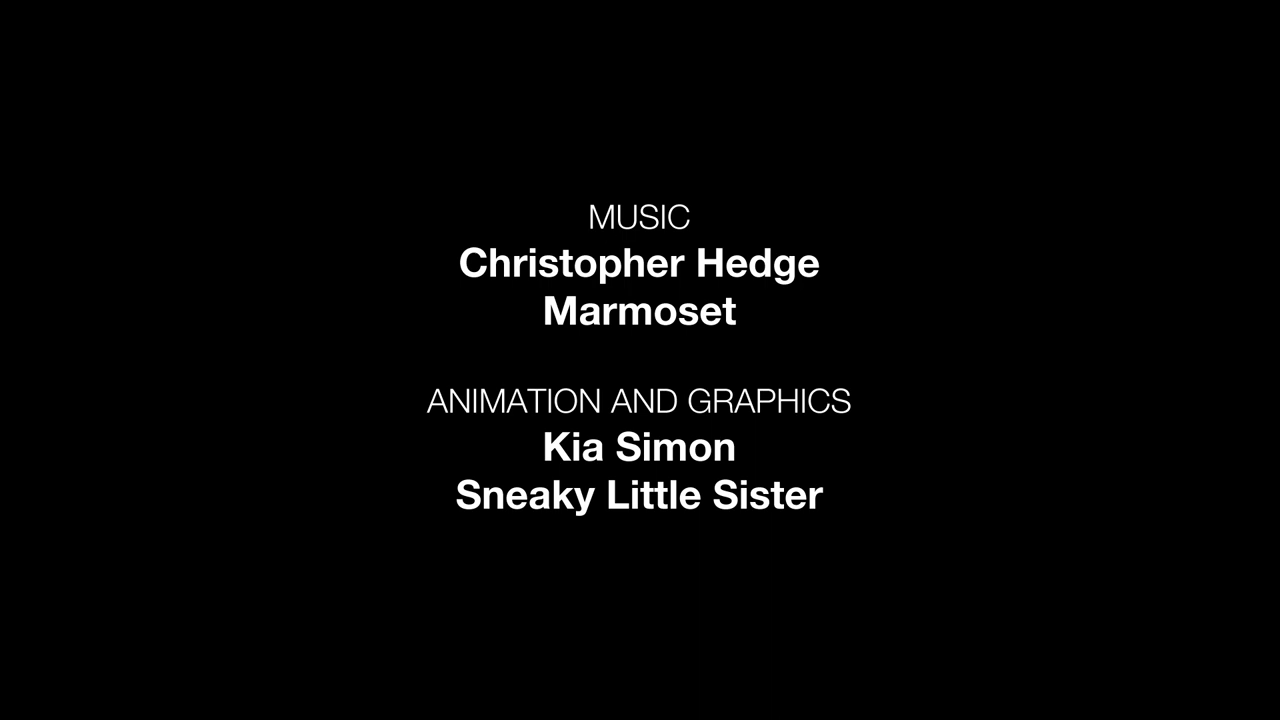 MUSIC
Christopher Hedge
Marmoset
ANIMATION AND GRAPHICS
Kia Simon
Sneaky Little Sister